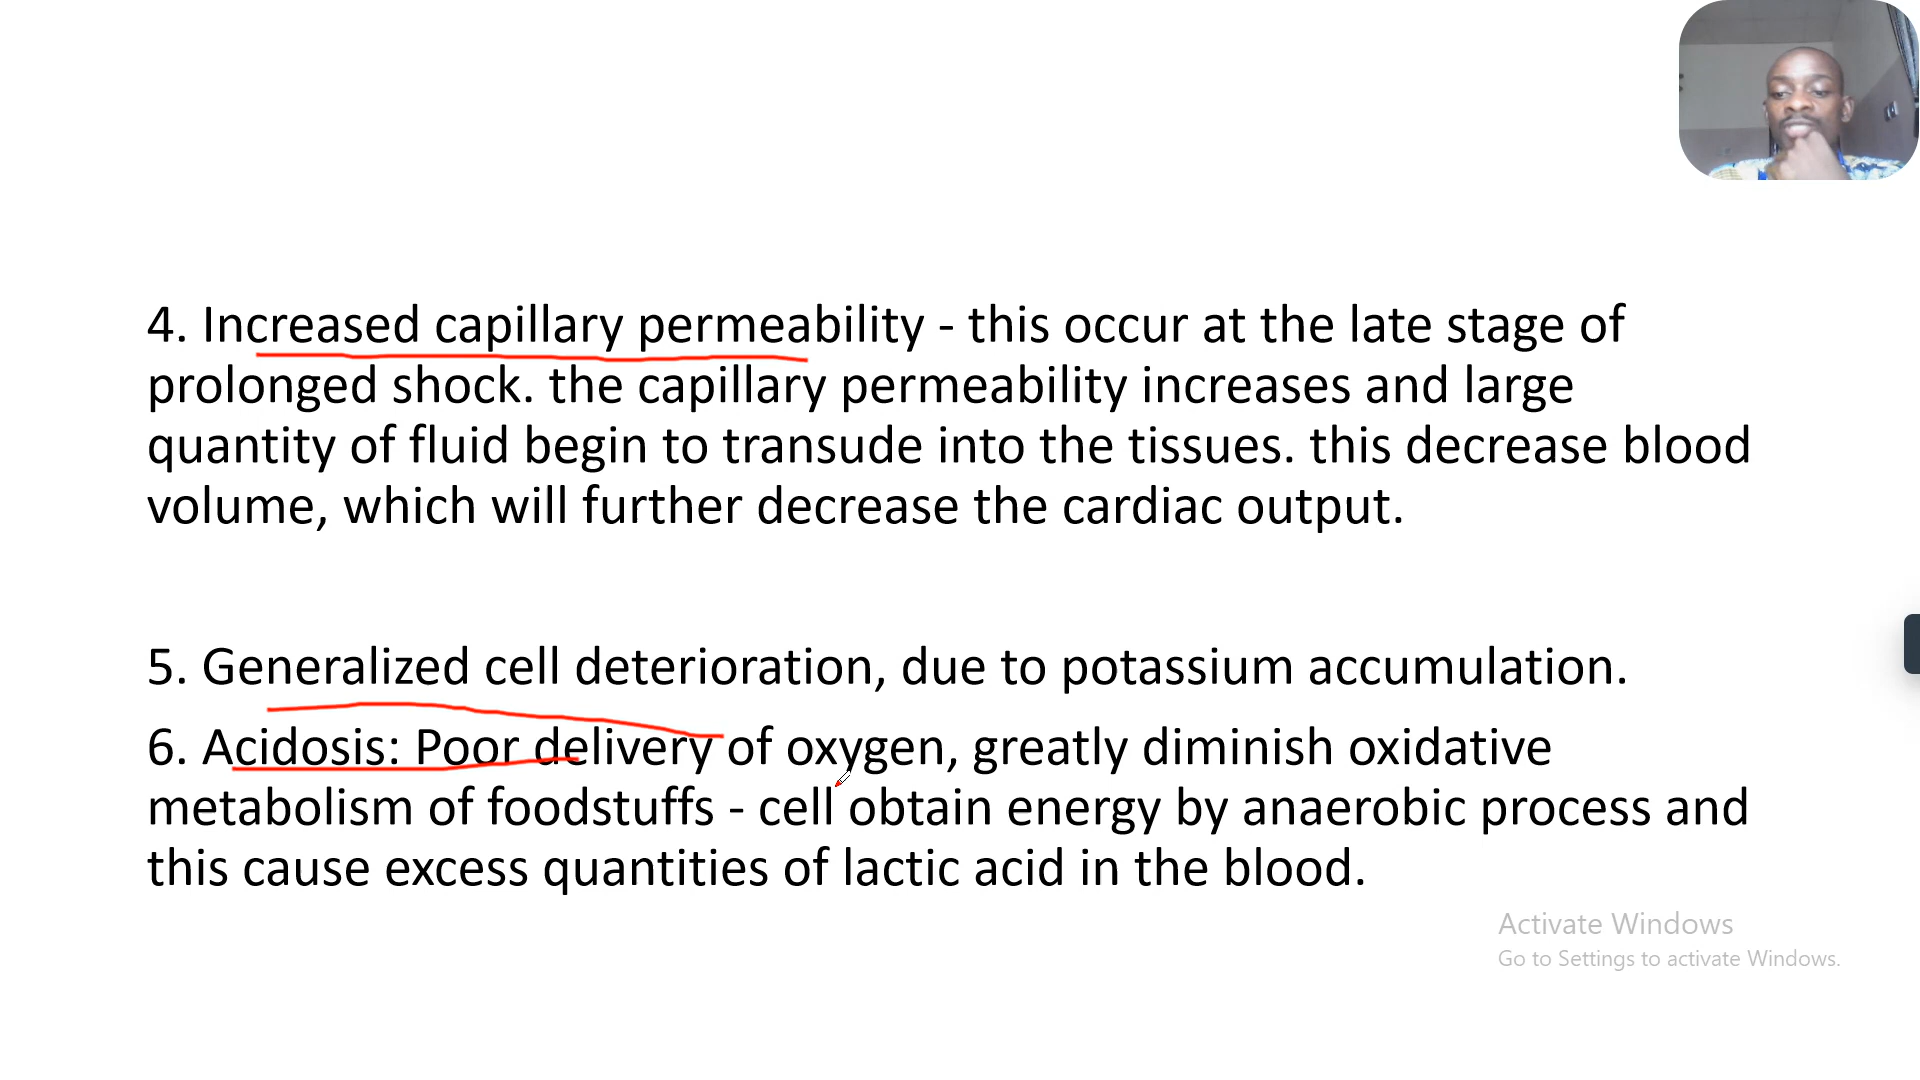 4. Increased capillary permeability - this occur at the late stage of
prolonged shock. the capillary permeability increases and large
quantity of fluid begin to transude into the tissues. this decrease blood
volume, which will further decrease the cardiac output.
5. Generalized cell deterioration, due to potassium accumulation.
6. Acidosis: Poor delivery of oxygen, greatly diminish oxidative
metabolism of foodstuffs - cell obtain energy by anaerobic process and
this cause excess quantities of lactic acid in the blood.
Activate Windows
Go to Settings to activate Windows.